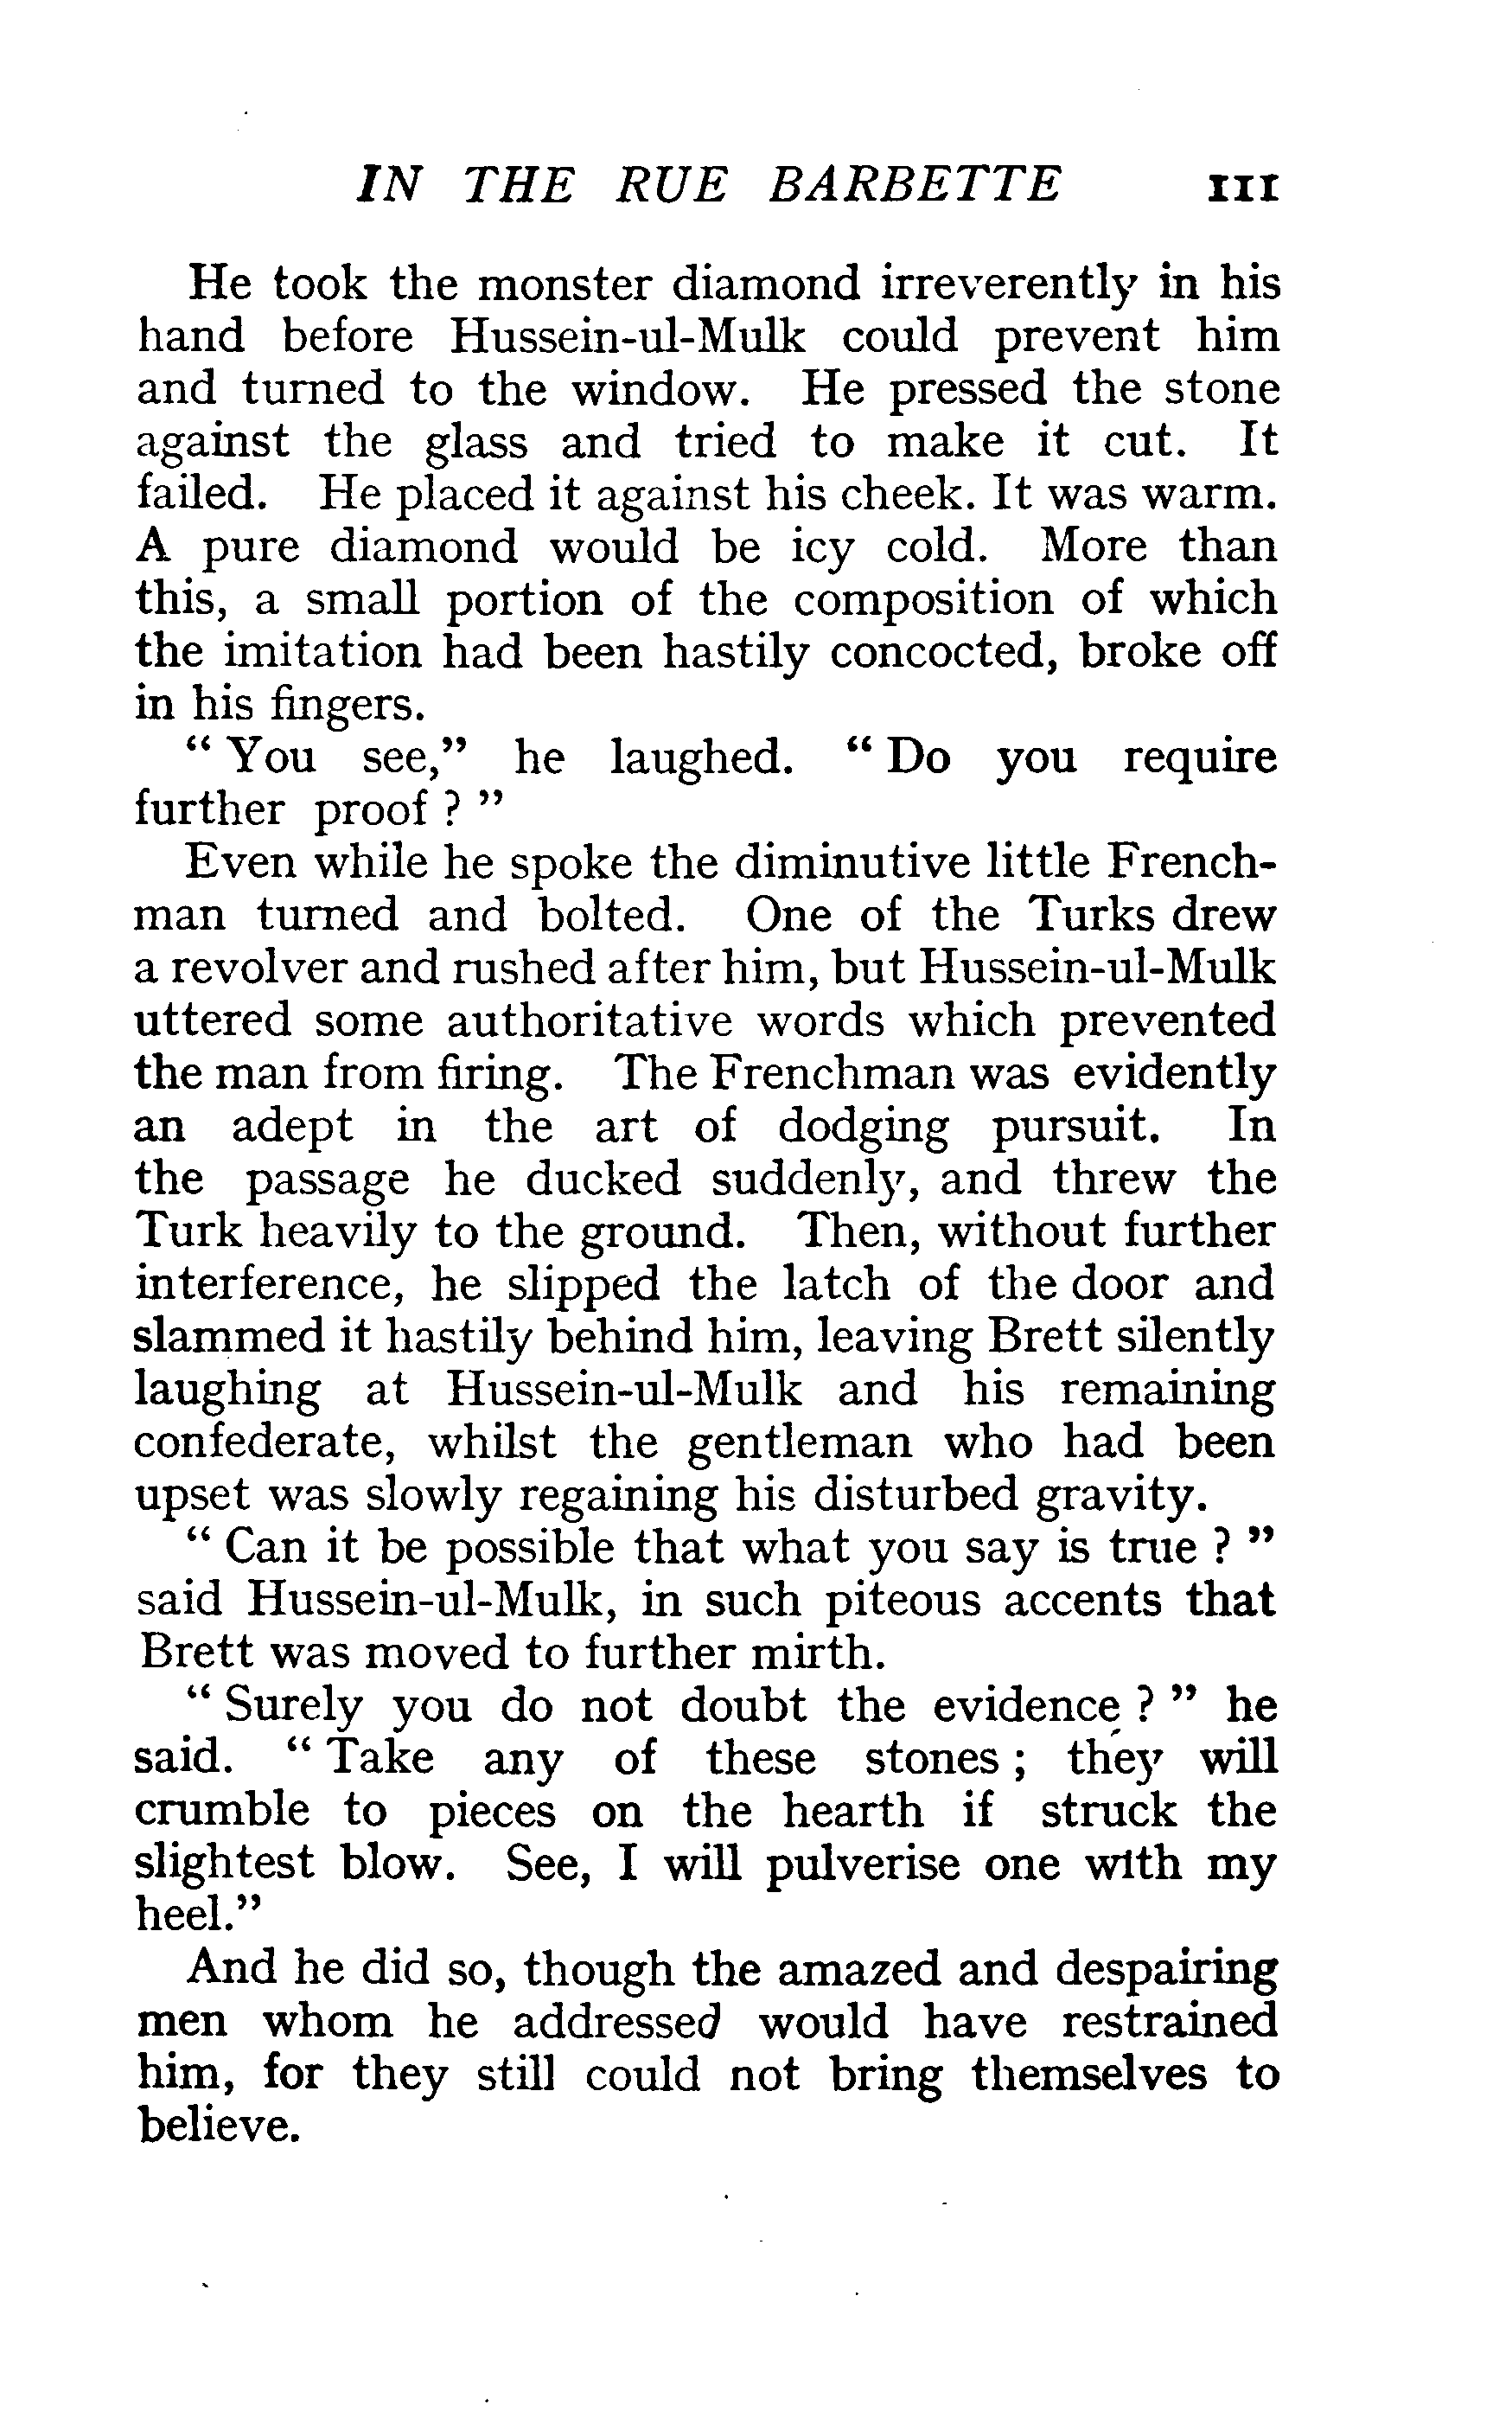 IN THE RUE BARBETTE 111
He took the monster diamond irreverently in his
hand before Hussein-ul-Mulk could prevent him
and turned to the window. He pressed the stone
against the glass and tried to make it cut. It
failed. He placed it against his cheek. It was warm.
A pure diamond would be icy cold. More than
this, a small portion of the composition of which
the imitation had been hastily concocted, broke off
in his fingers.
" You see," he laughed. " Do you require
further proof ? "
Even while he spoke the diminutive little French-
man turned and bolted. One of the Turks drew
a revolver and rushed after him, but Hussein-ul-Mulk
uttered some authoritative words which prevented
the man from firing. The Frenchman was evidently
an adept in the art of dodging pursuit. In
the passage he ducked suddenly, and threw the
Turk heavily to the ground. Then, without further
interference, he slipped the latch of the door and
slammed it hastily behind him, leaving Brett silently
laughing at Hussein-ul-Mulk and his remaining
confederate, whilst the gentleman who had been
upset was slowly regaining his disturbed gravity.
" Can it be possible that what you say is true ? "
said Hussein-ul-Mulk, in such piteous accents that
Brett was moved to further mirth.
" Surely you do not doubt the evidence ? " he
said. " Take any of these stones ; they will
crumble to pieces on the hearth if struck the
slightest blow. See, I will pulverise one with my
heel."
And he did so, though the amazed and despairing
men whom he addressed would have restrained
him, for they still could not bring themselves to
believe.